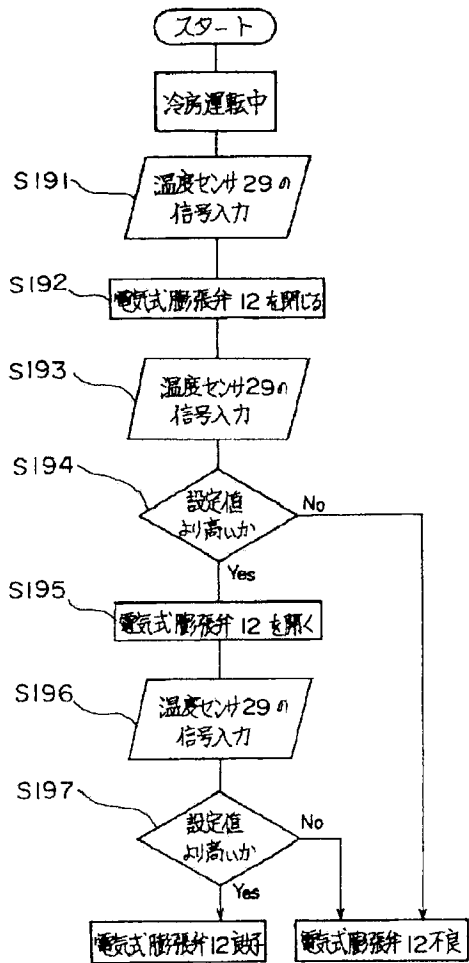 スタート
冷房運転中
S191
温度センサ29の
信号入力
S192
電気式膨張弁12を閉じる
S193
温度センサ29の
信号入力
S194
設定値
より高いか
No
Yes
S195
電気式膨張弁12を開く
S196
温度センサ29の
信号入力
S197
設定値
より高いか
No
Yes
電気式膨張弁12良好
電気式膨張弁12不良